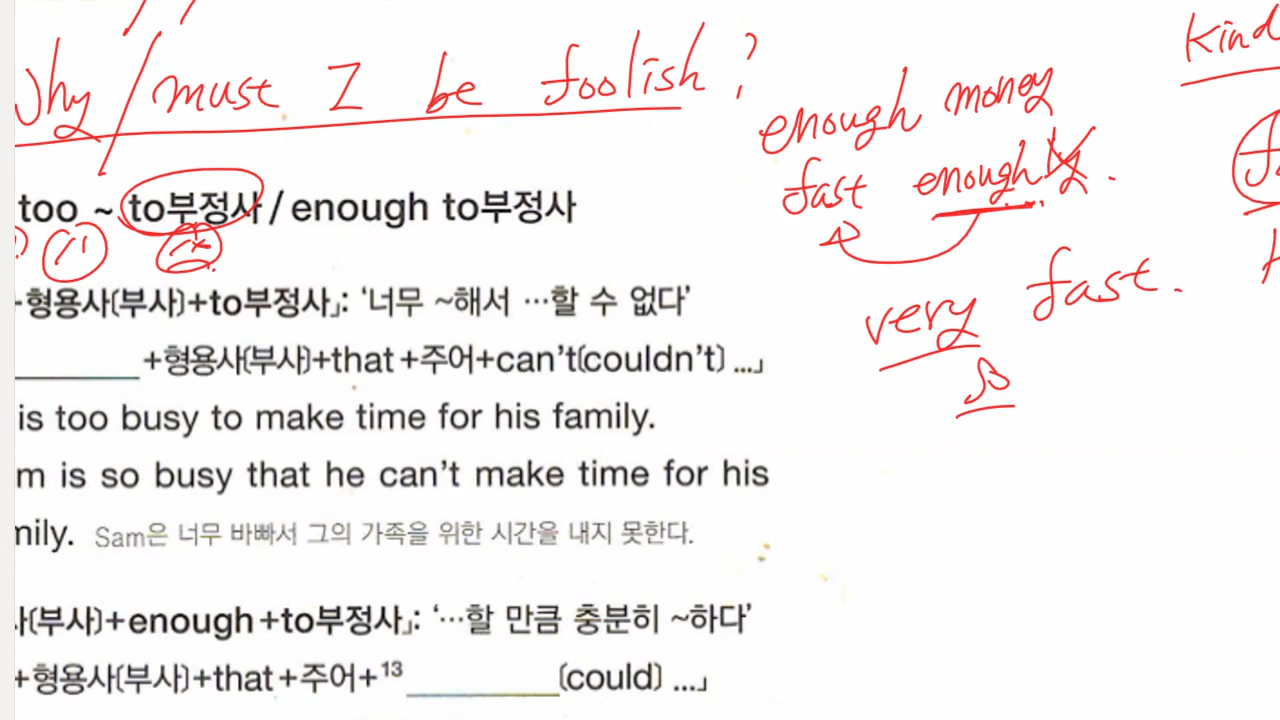 Why / must I be foolish?
enough money
fast enough
very fast.
too ~ to부정사 / enough to부정사
형용사(부사)+to부정사」: ‘너무 ~해서 …할 수 없다’
+형용사(부사)+that+주어+can’t(couldn’t) …」
is too busy to make time for his family.
m is so busy that he can’t make time for his
mily. Sam은 너무 바빠서 그의 가족을 위한 시간을 내지 못한다.
(부사)+enough+to부정사」: ‘…할 만큼 충분히 ~하다’
+형용사(부사)+that+주어+13 (could) …」
Kind